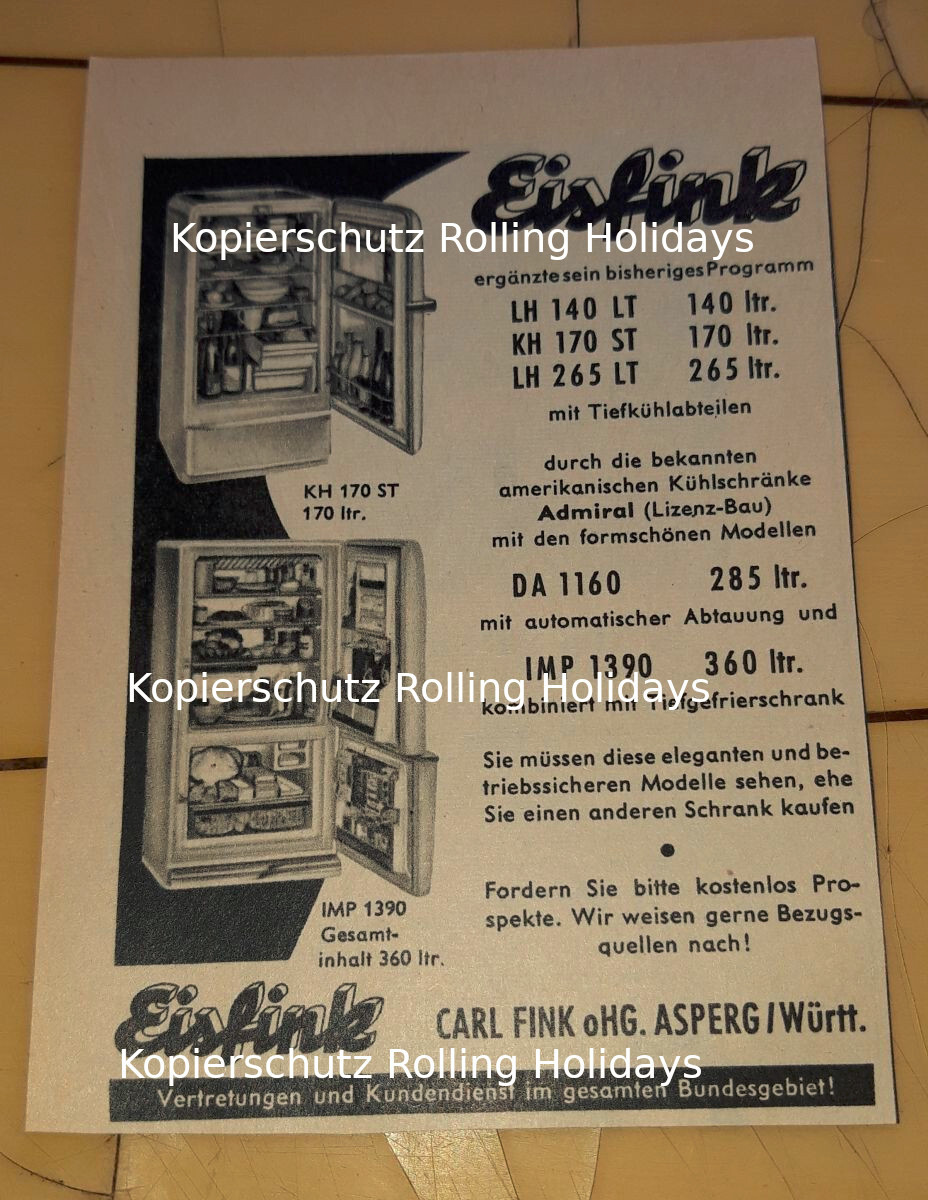 Eisfink
Kopierschutz Rolling Holidays
ergänzte sein bisheriges Programm
LH 140 LT 140 ltr.
KH 170 ST 170 ltr.
LH 265 LT 265 ltr.
mit Tiefkühlabteilen
durch die bekannten
amerikanischen Kühlschränke
Admiral (Lizenz-Bau)
mit den formschönen Modellen
KH 170 ST
170 ltr.
DA 1160 285 ltr.
mit automatischer Abtauung und
IMP 1390 360 ltr.
Kopierschutz Rolling Holidays
kombiniert mit Tiefgefrierschrank
Sie müssen diese eleganten und be-
triebssicheren Modelle sehen, ehe
Sie einen anderen Schrank kaufen
Fordern Sie bitte kostenlos Pro-
spekte. Wir weisen gerne Bezugs-
quellen nach!
IMP 1390
Gesamt-
inhalt 360 ltr.
Eisfink CARL FINK oHG. ASPERG/Württ.
Kopierschutz Rolling Holidays
Vertretungen und Kundendienst im gesamten Bundesgebiet!